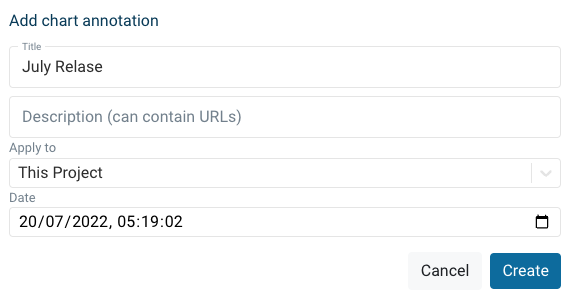 Add chart annotation
Title
July Relase
Description (can contain URLs)
Apply to
This Project
Date
20/07/2022, 05:19:02
Cancel Create